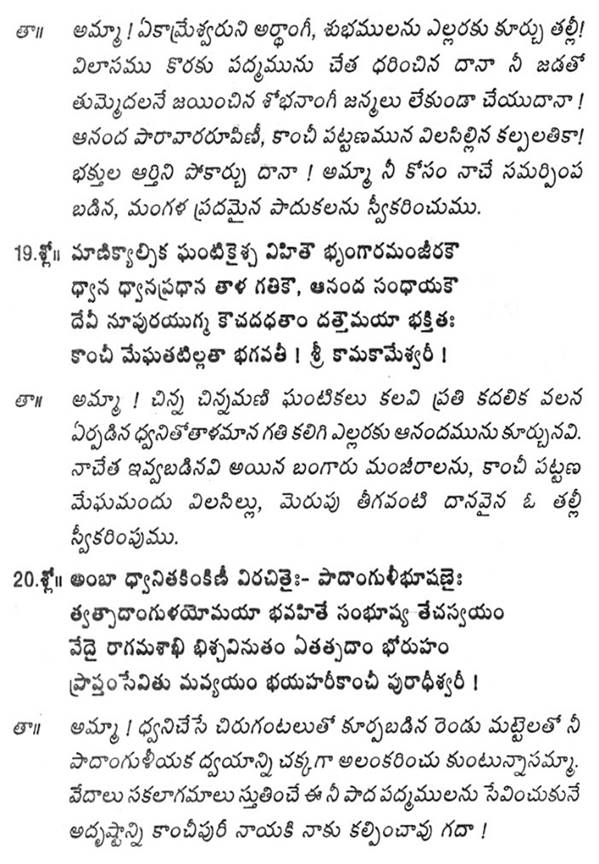 తా॥ అమ్మా ! ఏకామ్రేశ్వరుని అర్థాంగీ, శుభములను ఎల్లరకు కూర్చు తల్లీ!
విలాసము కొరకు పద్మమును చేత ధరించిన దానా నీ జడతో
తుమ్మెదలనే జయించిన శోభనాంగీ జన్మలు లేకుండా చేయుదానా !
ఆనంద పారావారరూపిణీ, కాంచీ పట్టణమున విలసిల్లిన కల్పలతికా!
భక్తుల ఆర్తిని పోకార్చు దానా ! అమ్మా నీ కోసం నాచే సమర్పింప
బడిన, మంగళ ప్రదమైన పాదుకలను స్వీకరించుము.
19.శ్లో॥ మాణిక్యాల్పిక ఘంటికైశ్చ విహితౌ భృంగారమంజీరకౌ
ధ్వాన ధ్వానప్రధాన తాళ గతికౌ, ఆనంద సంధాయకౌ
దేవీ నూపురయుగ్మ కౌచదధతాం దత్తౌమయా భక్తితః
కాంచీ మేఘతటిల్లతా భగవతీ ! శ్రీ కామకామేశ్వరీ !
తా॥ అమ్మా ! చిన్న చిన్నమణి ఘంటికలు కలవి ప్రతి కదలిక వలన
ఏర్పడిన ధ్వనితోతాళమాన గతి కలిగి ఎల్లరకు ఆనందమును కూర్చునవి.
నాచేత ఇవ్వబడినవి అయిన బంగారు మంజీరాలను, కాంచీ పట్టణ
మేఘమందు విలసిల్లు, మెరుపు తీగవంటి దానవైన ఓ తల్లీ
స్వీకరింపుము.
20.శ్లో॥ అంబా ధ్వానితకింకిణీ విరచితైః- పాదాంగుళీభూషణైః
త్వత్పాదాంగుళయోమయా భవహితే సంభూష్య తేచస్వయం
వేదై రాగమశాఖి భిశ్చవినుతం ఏతత్పదాం భోరుహం
ప్రాప్తంసేవితు మవ్యయం భయహరీకాంచీ పురాధీశ్వరీ !
తా॥ అమ్మా ! ధ్వనిచేసే చిరుగంటలుతో కూర్పబడిన రెండు మట్టెలతో నీ
పాదాంగుళీయక ద్వయాన్ని చక్కగా అలంకరించు కుంటున్నాసమ్మా.
వేదాలు సకలాగమాలు స్తుతించే ఈ నీ పాద పద్మములను సేవించుకునే
అదృష్టాన్ని కాంచీపురీ నాయకి నాకు కల్పించావు గదా !